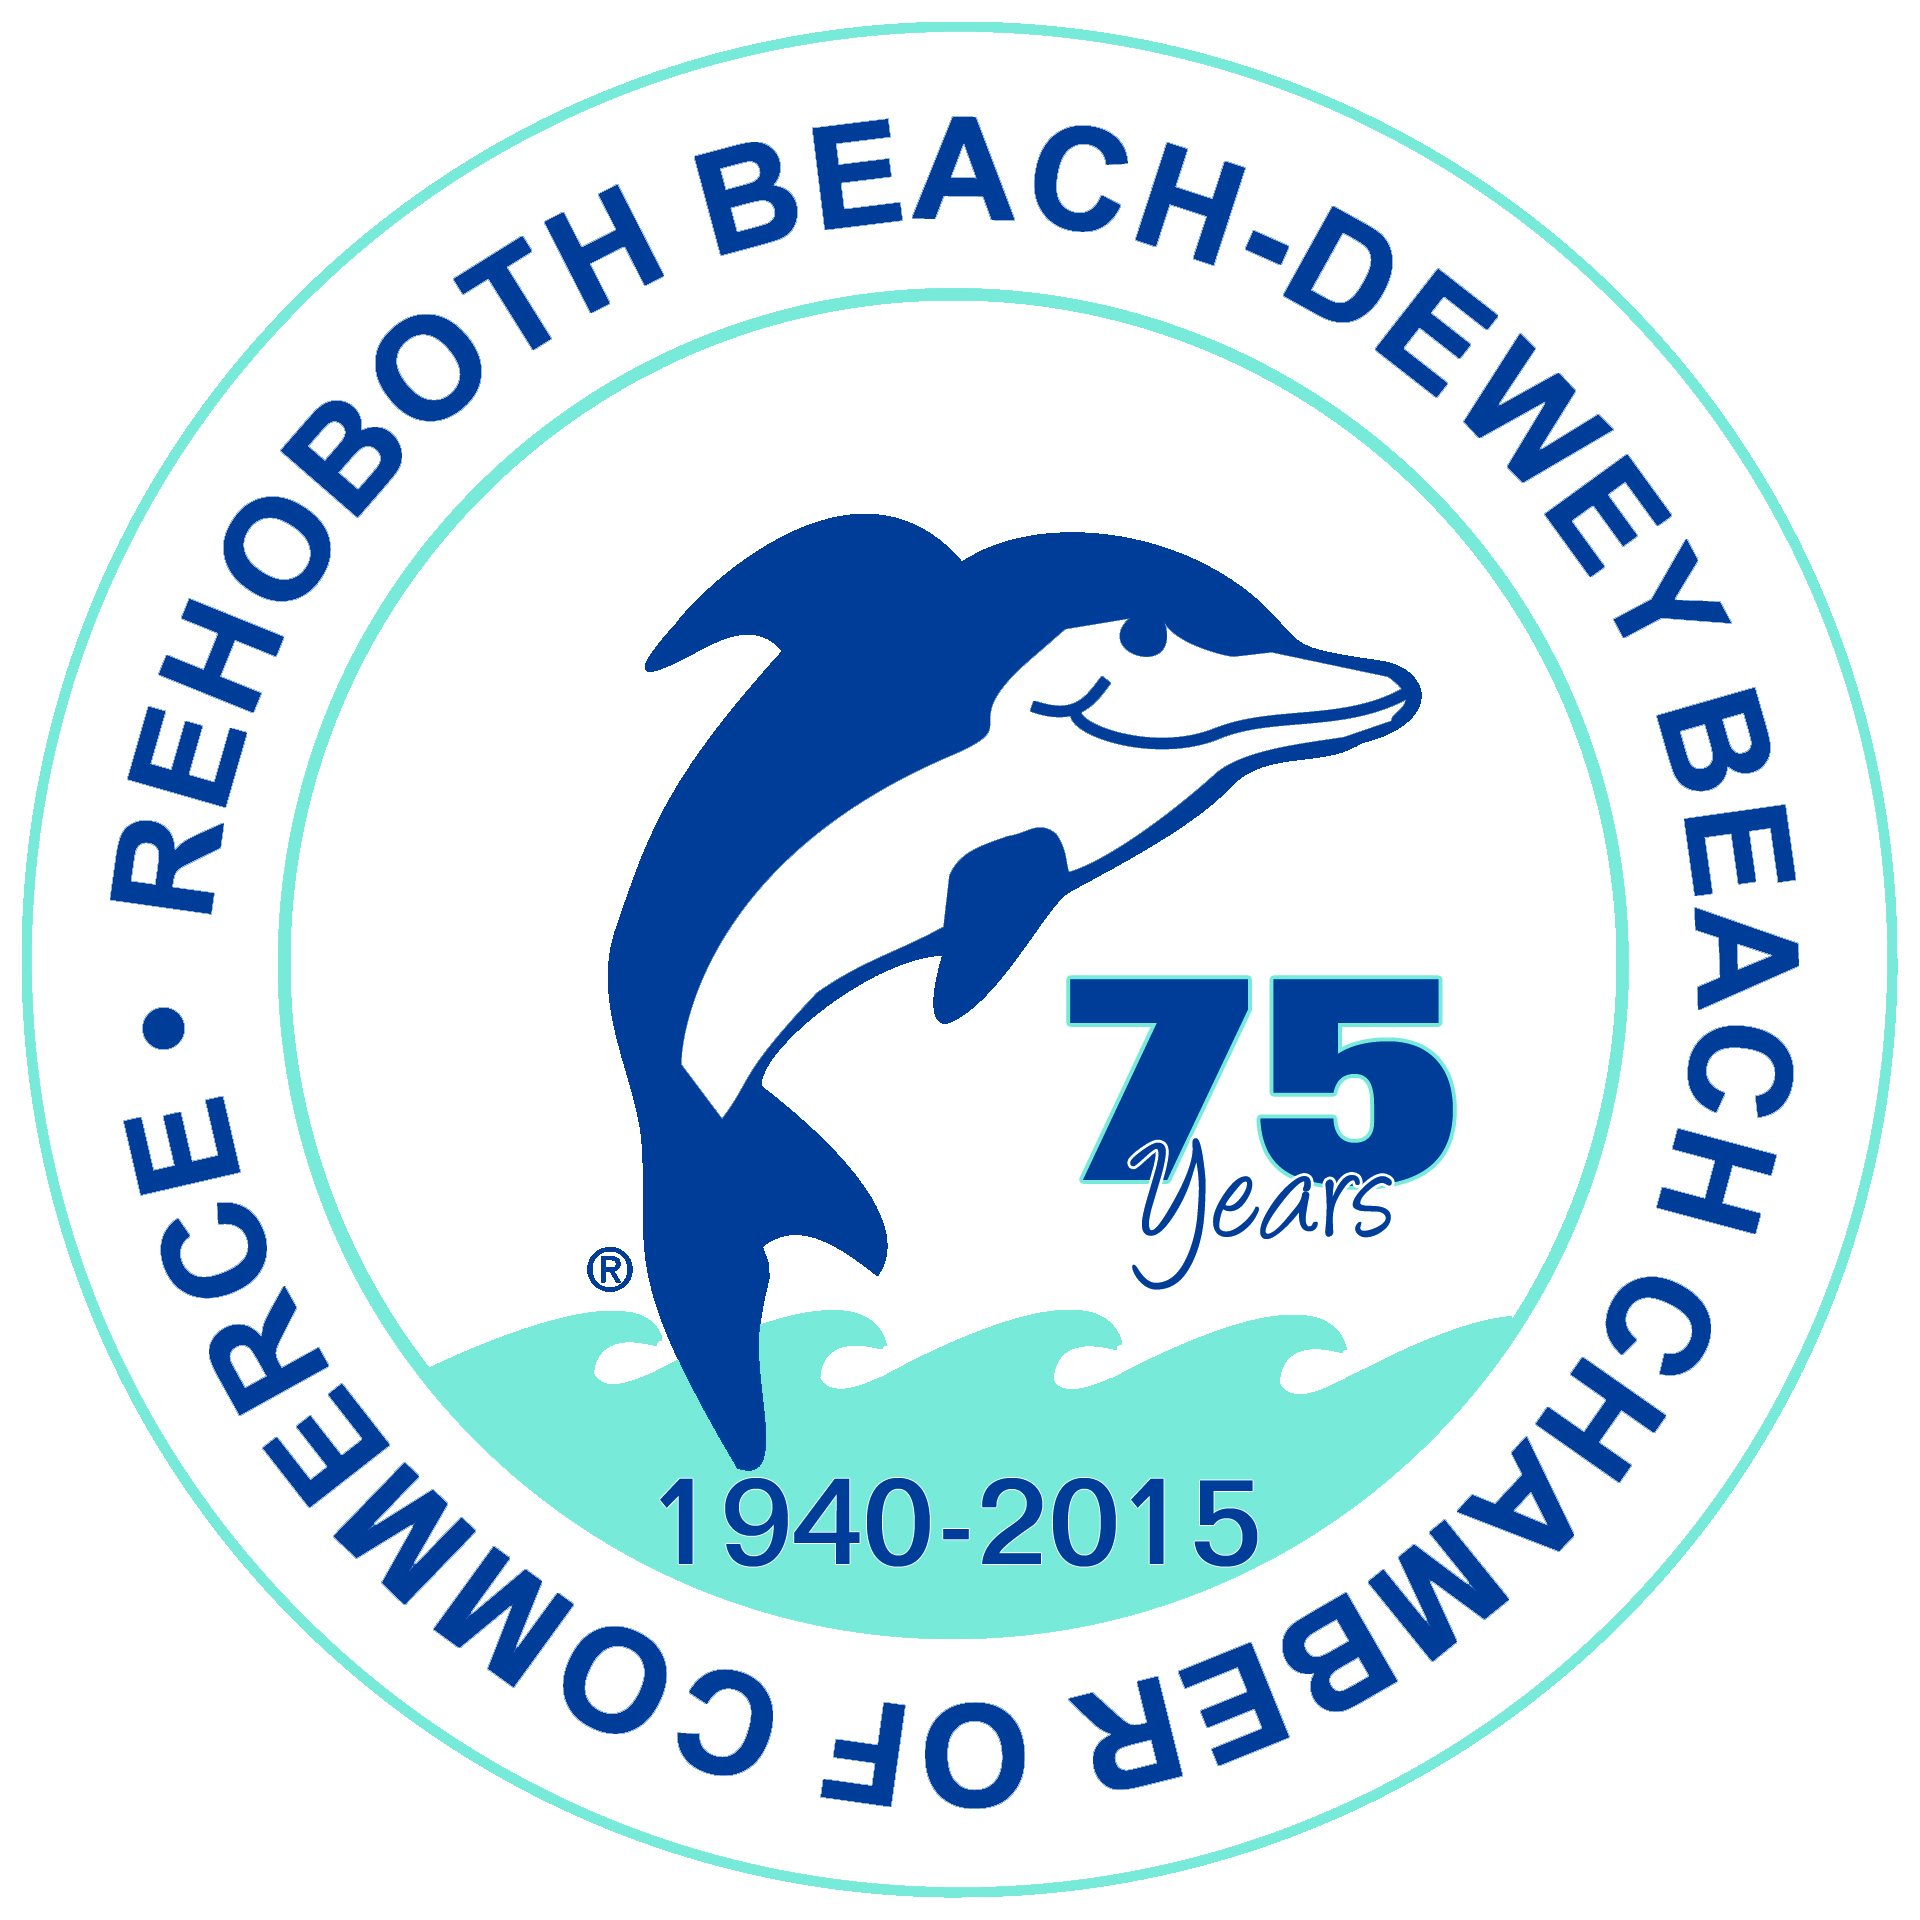 • REHOBOTH BEACH-DEWEY BEACH CHAMBER OF COMMERCE
75
Years
®
1940-2015